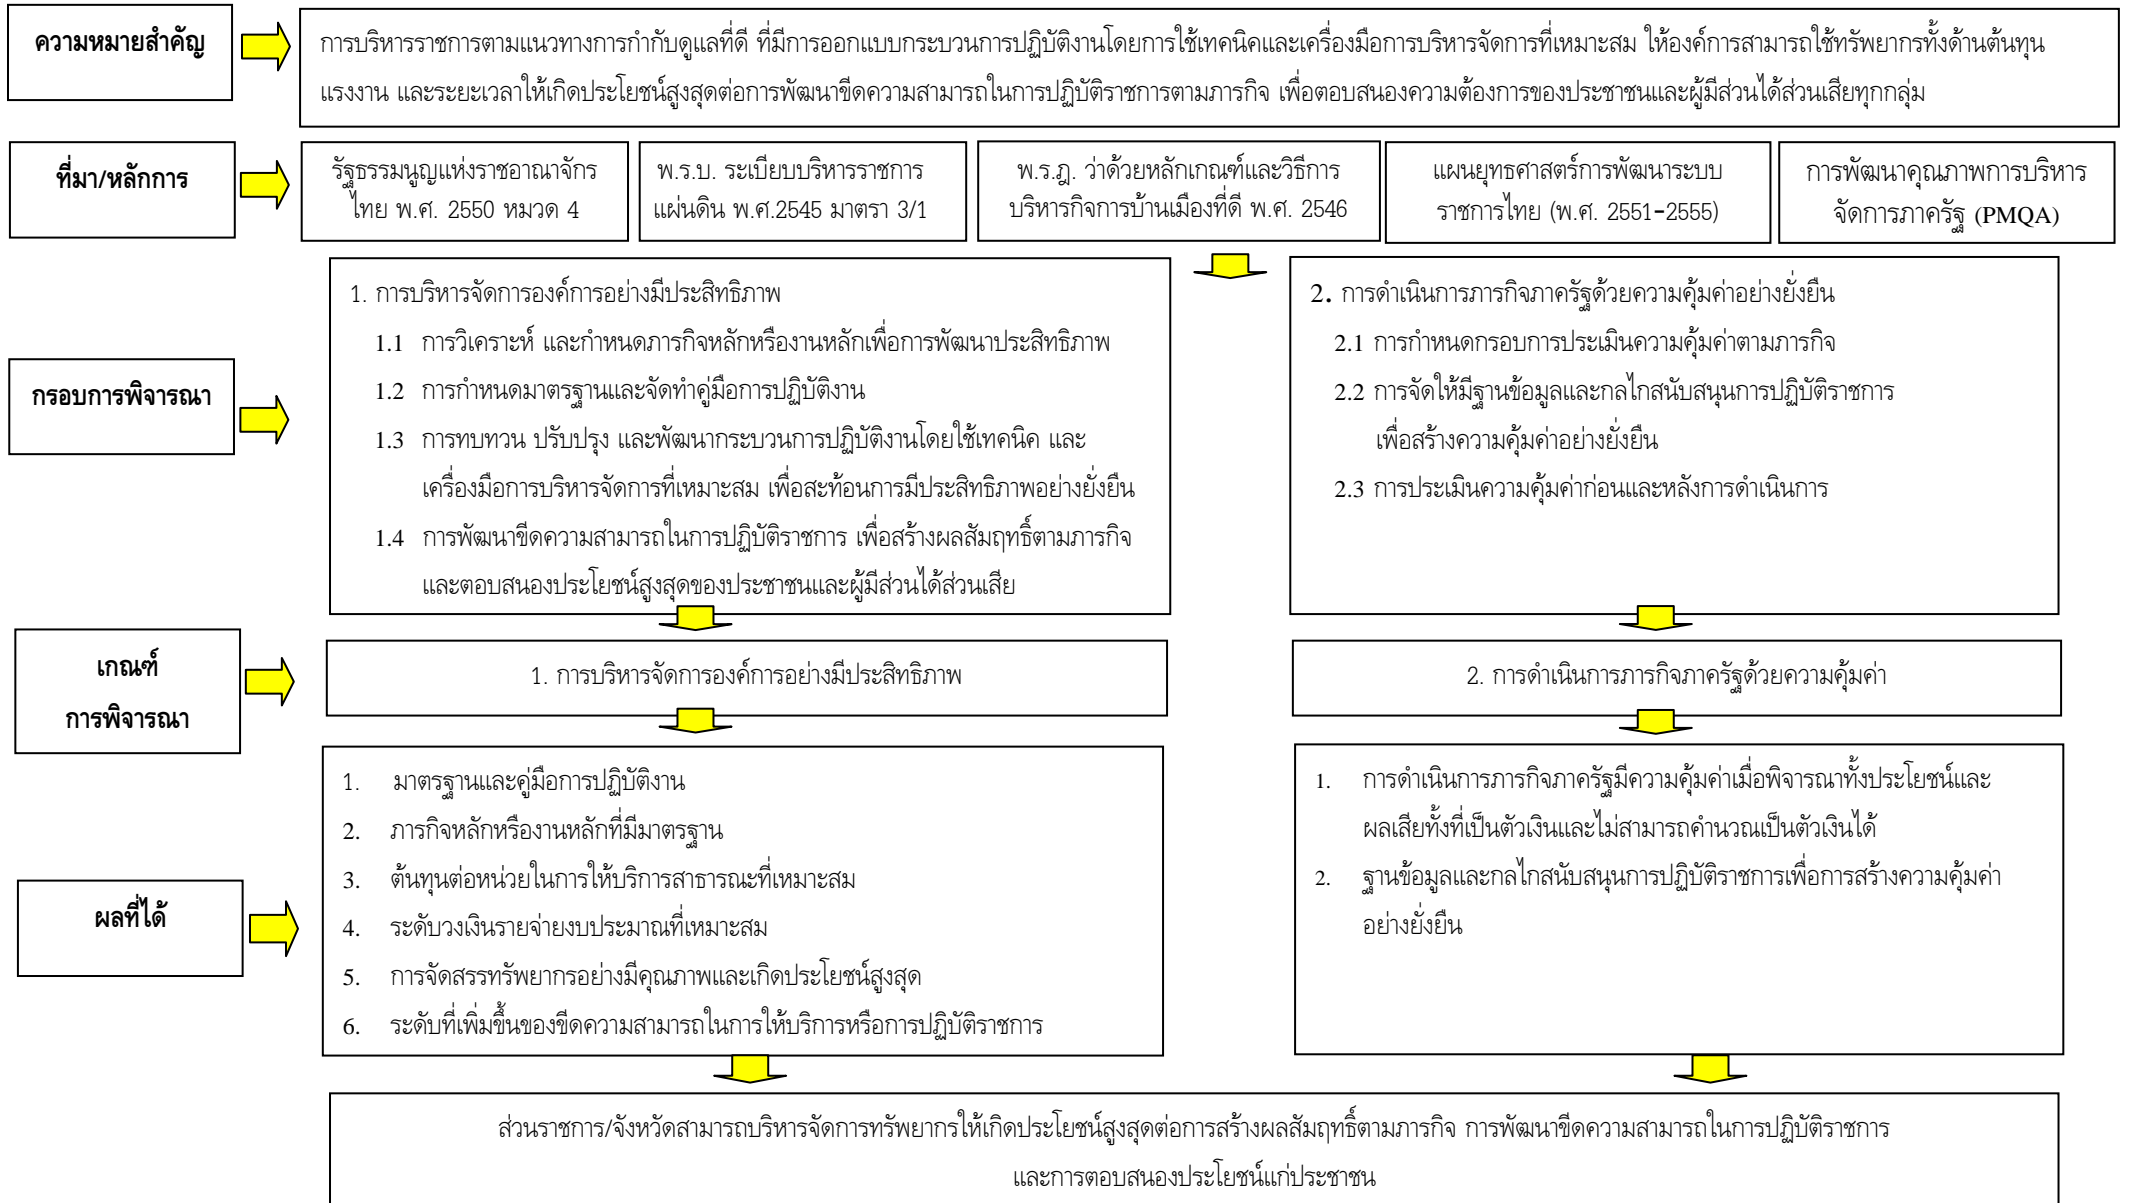 ความหมายสำคัญ
การบริหารราชการตามแนวทางการกำกับดูแลที่ดี ที่มีการออกแบบกระบวนการปฏิบัติงานโดยการใช้เทคนิคและเครื่องมือการบริหารจัดการที่เหมาะสม ให้องค์การสามารถใช้ทรัพยากรทั้งด้านต้นทุน
แรงงาน และระยะเวลาให้เกิดประโยชน์สูงสุดต่อการพัฒนาขีดความสามารถในการปฏิบัติราชการตามภารกิจ เพื่อตอบสนองความต้องการของประชาชนและผู้มีส่วนได้ส่วนเสียทุกกลุ่ม
ที่มา/หลักการ
รัฐธรรมนูญแห่งราชอาณาจักร
ไทย พ.ศ. 2550 หมวด 4
พ.ร.บ. ระเบียบบริหารราชการ
แผ่นดิน พ.ศ.2545 มาตรา 3/1
พ.ร.ฎ. ว่าด้วยหลักเกณฑ์และวิธีการ
บริหารกิจการบ้านเมืองที่ดี พ.ศ. 2546
แผนยุทธศาสตร์การพัฒนาระบบ
ราชการไทย (พ.ศ. 2551-2555)
การพัฒนาคุณภาพการบริหาร
จัดการภาครัฐ (PMQA)
กรอบการพิจารณา
1. การบริหารจัดการองค์การอย่างมีประสิทธิภาพ
1.1 การวิเคราะห์ และกำหนดภารกิจหลักหรืองานหลักเพื่อการพัฒนาประสิทธิภาพ
1.2 การกำหนดมาตรฐานและจัดทำคู่มือการปฏิบัติงาน
1.3 การทบทวน ปรับปรุง และพัฒนากระบวนการปฏิบัติงานโดยใช้เทคนิค และ
เครื่องมือการบริหารจัดการที่เหมาะสม เพื่อสะท้อนการมีประสิทธิภาพอย่างยั่งยืน
1.4 การพัฒนาขีดความสามารถในการปฏิบัติราชการ เพื่อสร้างผลสัมฤทธิ์ตามภารกิจ
และตอบสนองประโยชน์สูงสุดของประชาชนและผู้มีส่วนได้ส่วนเสีย
2. การดำเนินการภารกิจภาครัฐด้วยความคุ้มค่าอย่างยั่งยืน
2.1 การกำหนดกรอบการประเมินความคุ้มค่าตามภารกิจ
2.2 การจัดให้มีฐานข้อมูลและกลไกสนับสนุนการปฏิบัติราชการ
เพื่อสร้างความคุ้มค่าอย่างยั่งยืน
2.3 การประเมินความคุ้มค่าก่อนและหลังการดำเนินการ
เกณฑ์
การพิจารณา
1. การบริหารจัดการองค์การอย่างมีประสิทธิภาพ
2. การดำเนินการภารกิจภาครัฐด้วยความคุ้มค่า
ผลที่ได้
1. มาตรฐานและคู่มือการปฏิบัติงาน
2. ภารกิจหลักหรืองานหลักที่มีมาตรฐาน
3. ต้นทุนต่อหน่วยในการให้บริการสาธารณะที่เหมาะสม
4. ระดับวงเงินรายจ่ายงบประมาณที่เหมาะสม
5. การจัดสรรทรัพยากรอย่างมีคุณภาพและเกิดประโยชน์สูงสุด
6. ระดับที่เพิ่มขึ้นของขีดความสามารถในการให้บริการหรือการปฏิบัติราชการ
1. การดำเนินการภารกิจภาครัฐมีความคุ้มค่าเมื่อพิจารณาทั้งประโยชน์และ
ผลเสียทั้งที่เป็นตัวเงินและไม่สามารถคำนวณเป็นตัวเงินได้
2. ฐานข้อมูลและกลไกสนับสนุนการปฏิบัติราชการเพื่อการสร้างความคุ้มค่า
อย่างยั่งยืน
ส่วนราชการ/จังหวัดสามารถบริหารจัดการทรัพยากรให้เกิดประโยชน์สูงสุดต่อการสร้างผลสัมฤทธิ์ตามภารกิจ การพัฒนาขีดความสามารถในการปฏิบัติราชการ
และการตอบสนองประโยชน์แก่ประชาชน